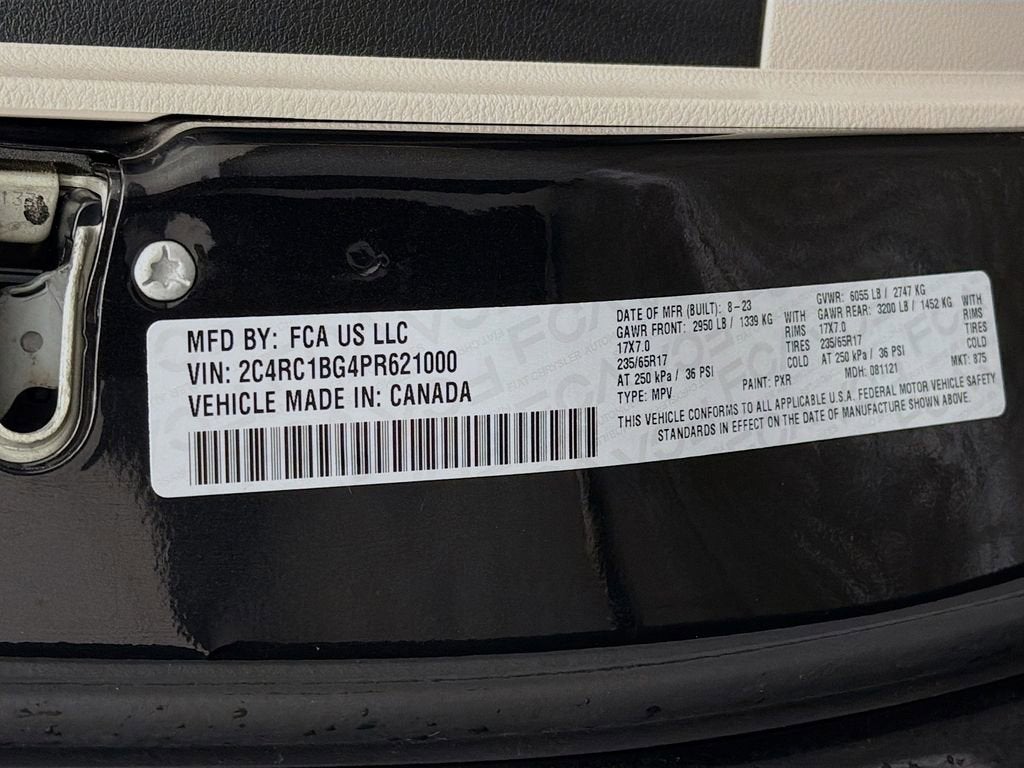 MFD BY: FCA US LLC
VIN: 2C4RC1BG4PR621000
VEHICLE MADE IN: CANADA
DATE OF MFR (BUILT): 8-23 GVWR: 6055 LB / 2747 KG
GAWR FRONT: 2950 LB / 1339 KG WITH GAWR REAR: 3200 LB / 1452 KG WITH
17X7.0 RIMS 17X7.0 RIMS
235/65R17 TIRES 235/65R17 TIRES
AT 250 kPa / 36 PSI COLD AT 250 kPa / 36 PSI COLD
TYPE: MPV PAINT: PXR MDH: 081121 MKT: 875
THIS VEHICLE CONFORMS TO ALL APPLICABLE U.S.A. FEDERAL MOTOR VEHICLE SAFETY
STANDARDS IN EFFECT ON THE DATE OF MANUFACTURE SHOWN ABOVE.